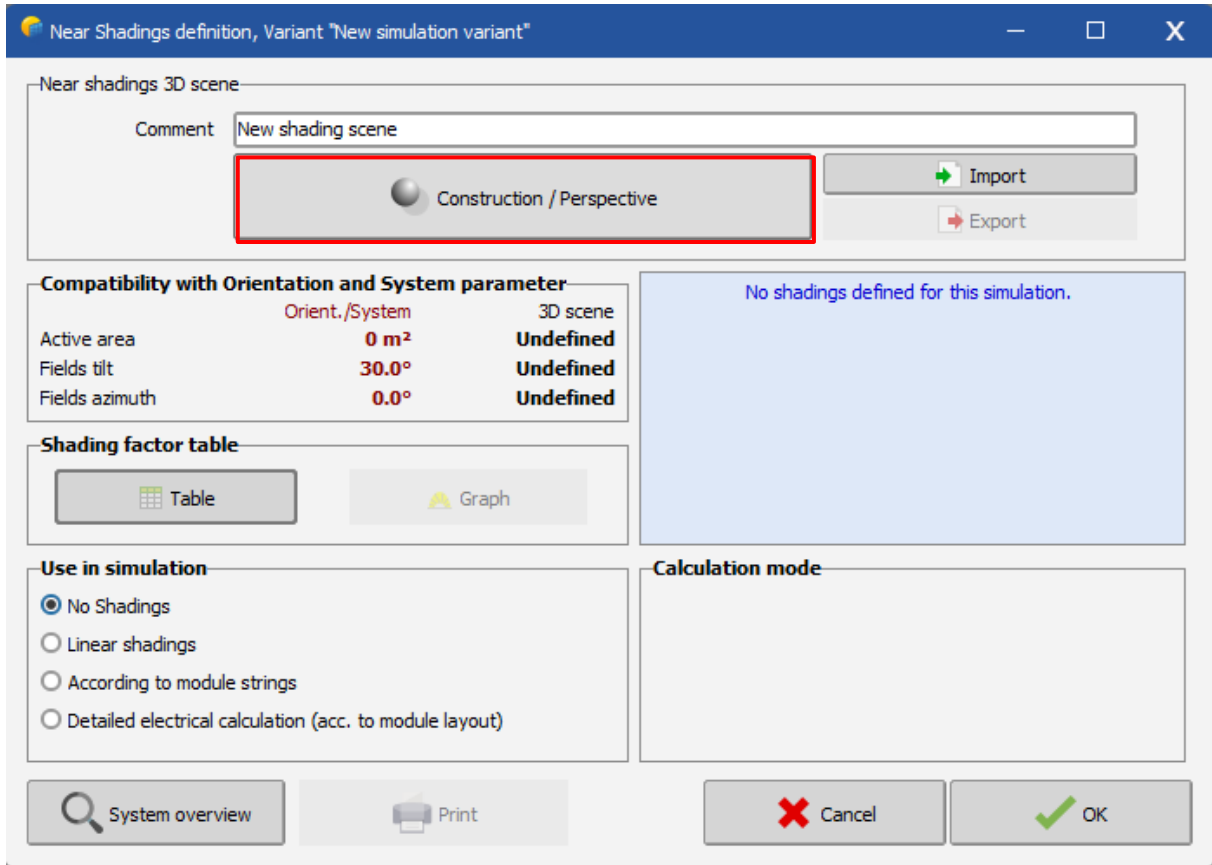 Near Shadings definition, Variant "New simulation variant"
Near shadings 3D scene
Comment New shading scene
Construction / Perspective
Import
Export
Compatibility with Orientation and System parameter
Orient./System 3D scene
Active area 0 m² Undefined
Fields tilt 30.0° Undefined
Fields azimuth 0.0° Undefined
No shadings defined for this simulation.
Shading factor table
Table Graph
Use in simulation
No Shadings
Linear shadings
According to module strings
Detailed electrical calculation (acc. to module layout)
Calculation mode
System overview Print Cancel OK